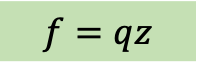 f = qz